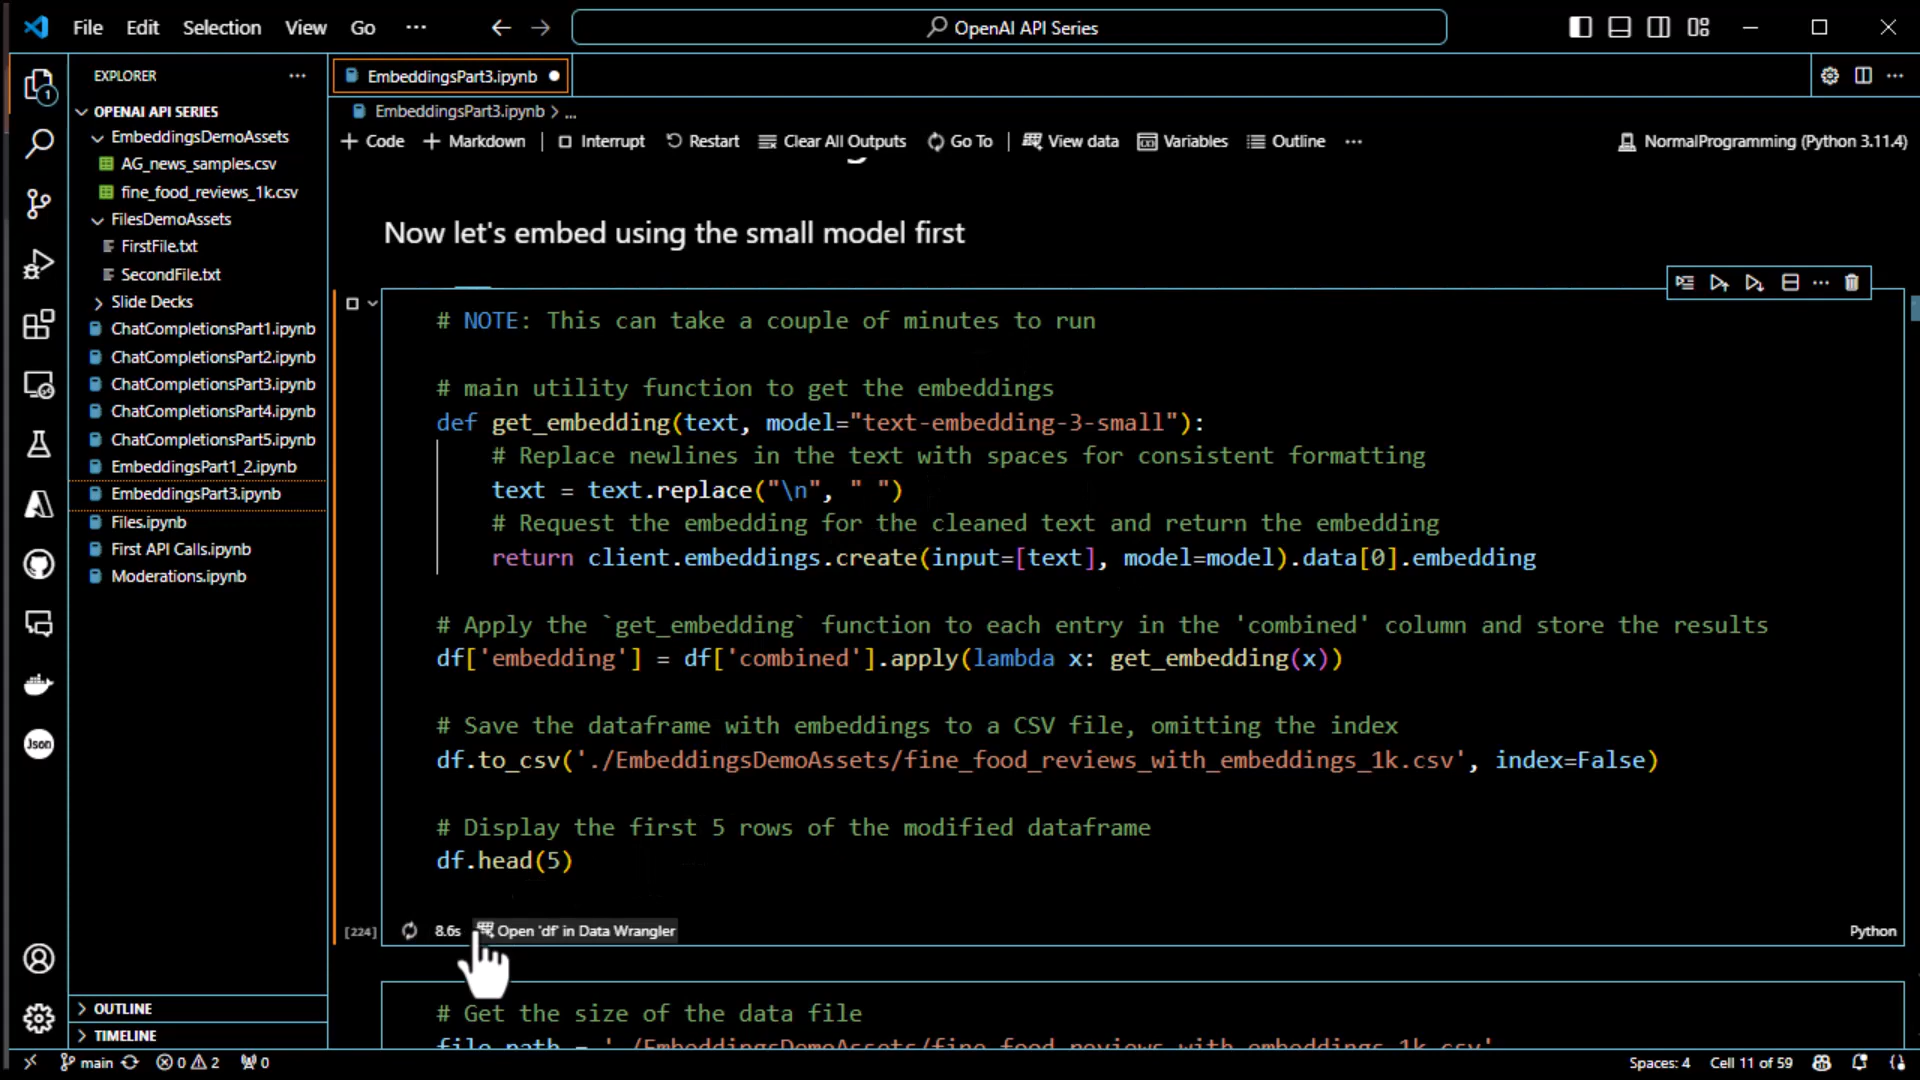 File Edit Selection View Go ··· OpenAI API Series
EXPLORER ···
OPENAI API SERIES
EmbeddingsDemoAssets
AG_news_samples.csv
fine_food_reviews_1k.csv
FilesDemoAssets
FirstFile.txt
SecondFile.txt
Slide Decks
ChatCompletionsPart1.ipynb
ChatCompletionsPart2.ipynb
ChatCompletionsPart3.ipynb
ChatCompletionsPart4.ipynb
ChatCompletionsPart5.ipynb
EmbeddingsPart1_2.ipynb
EmbeddingsPart3.ipynb
Files.ipynb
First API Calls.ipynb
Moderations.ipynb
OUTLINE
TIMELINE
1
Json
EmbeddingsPart3.ipynb
EmbeddingsPart3.ipynb > ...
+ Code + Markdown Interrupt Restart Clear All Outputs Go To View data Variables Outline ··· NormalProgramming (Python 3.11.4)
Now let's embed using the small model first
# NOTE: This can take a couple of minutes to run
# main utility function to get the embeddings
def get_embedding(text, model="text-embedding-3-small"):
# Replace newlines in the text with spaces for consistent formatting
text = text.replace("\n", " ")
# Request the embedding for the cleaned text and return the embedding
return client.embeddings.create(input=[text], model=model).data[0].embedding
# Apply the `get_embedding` function to each entry in the 'combined' column and store the results
df['embedding'] = df['combined'].apply(lambda x: get_embedding(x))
# Save the dataframe with embeddings to a CSV file, omitting the index
df.to_csv('./EmbeddingsDemoAssets/fine_food_reviews_with_embeddings_1k.csv', index=False)
# Display the first 5 rows of the modified dataframe
df.head(5)
[224] 8.6s Open 'df' in Data Wrangler Python
# Get the size of the data file
file_path = './EmbeddingsDemoAssets/fine_food_reviews_with_embeddings_1k.csv'
main 0 2 0 Spaces: 4 Cell 11 of 59